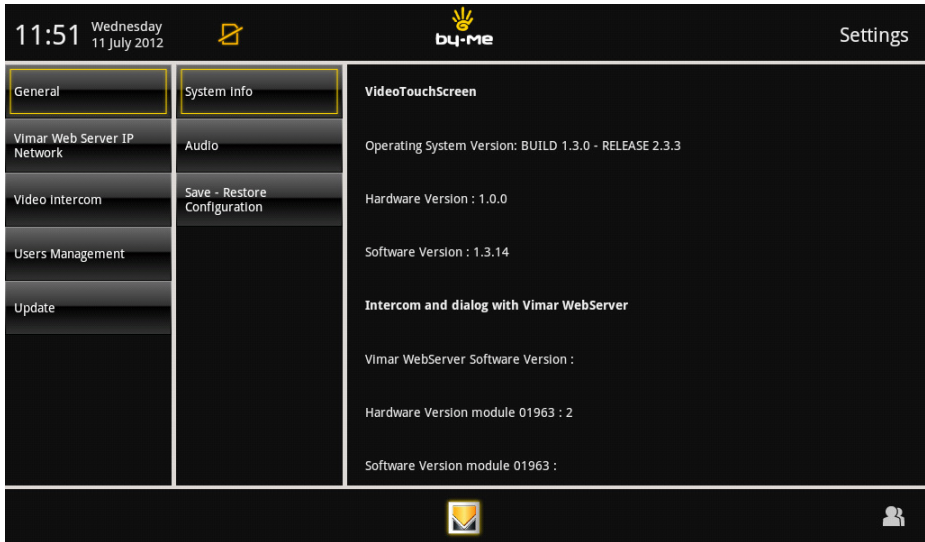 11:51
Wednesday
11 July 2012
by-me
Settings
General
Vimar Web Server IP
Network
Video Intercom
Users Management
Update
System Info
Audio
Save - Restore
Configuration
VideoTouchScreen
Operating System Version: BUILD 1.3.0 - RELEASE 2.3.3
Hardware Version : 1.0.0
Software Version : 1.3.14
Intercom and dialog with Vimar WebServer
Vimar WebServer Software Version :
Hardware Version module 01963 : 2
Software Version module 01963 :